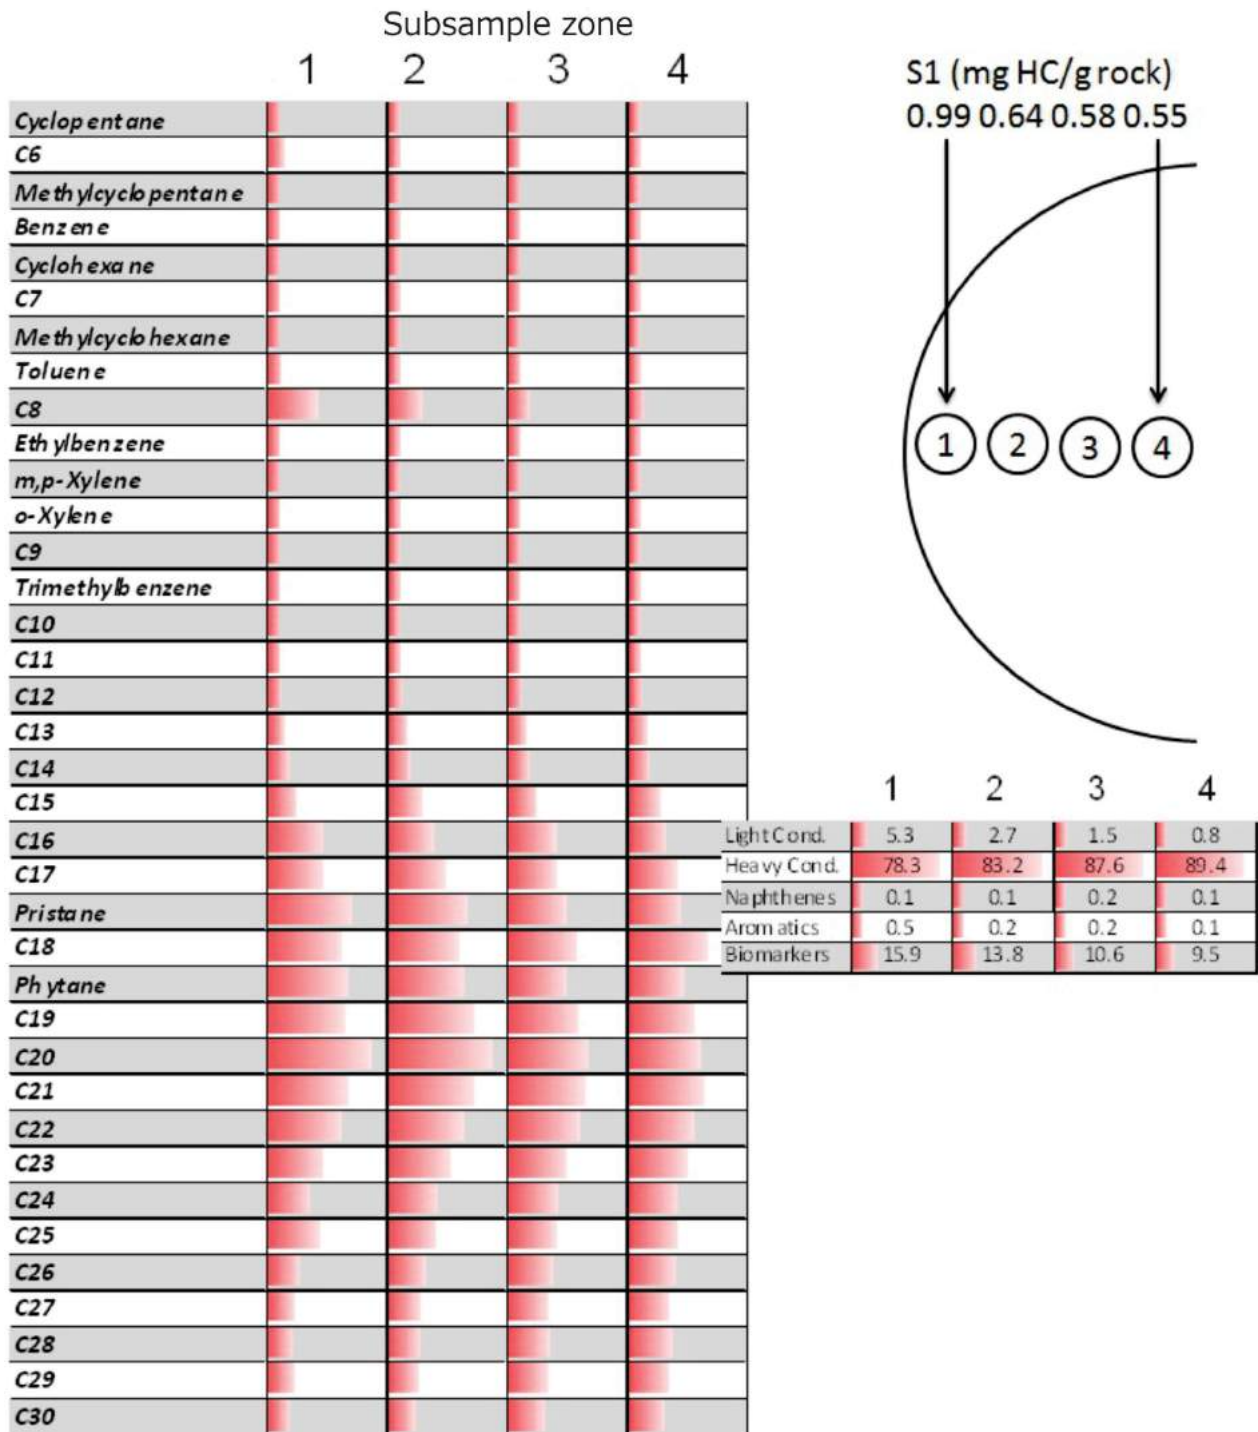 Subsample zone
1 2 3 4
Cyclopentane
C6
Methylcyclopentane
Benzene
Cyclohexane
C7
Methylcyclohexane
Toluene
C8
Ethylbenzene
m,p-Xylene
o-Xylene
C9
Trimethylbenzene
C10
C11
C12
C13
C14
C15
C16
C17
Pristane
C18
Phytane
C19
C20
C21
C22
C23
C24
C25
C26
C27
C28
C29
C30
S1 (mg HC/g rock)
0.99 0.64 0.58 0.55
1 2 3 4
1 2 3 4
Light Cond. 5.3 2.7 1.5 0.8
Heavy Cond. 78.3 83.2 87.6 89.4
Naphthenes 0.1 0.1 0.2 0.1
Aromatics 0.5 0.2 0.2 0.1
Biomarkers 15.9 13.8 10.6 9.5